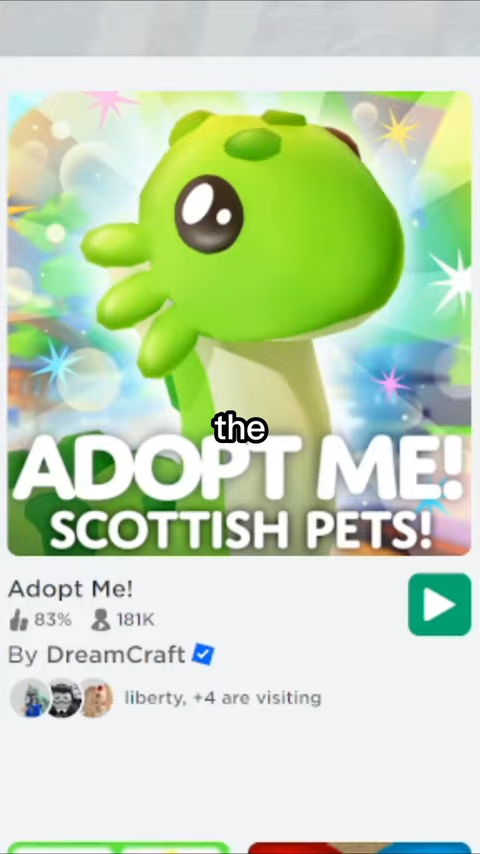 the
ADOPT ME!
SCOTTISH PETS!
Adopt Me!
83% 181K
By DreamCraft
liberty, +4 are visiting